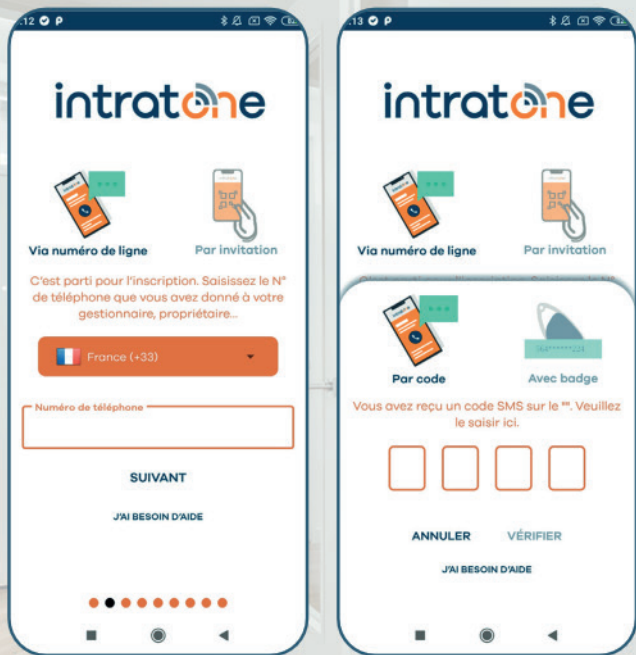 :12
intratone
Via numéro de ligne
Par invitation
C'est parti pour l'inscription. Saisissez le N°
de téléphone que vous avez donné à votre
gestionnaire, propriétaire...
France (+33)
Numéro de téléphone
SUIVANT
J'AI BESOIN D'AIDE
:13
intratone
Via numéro de ligne
Par invitation
Par code
Avec badge
Vous avez reçu un code SMS sur le **. Veuillez
le saisir ici.
ANNULER
VÉRIFIER
J'AI BESOIN D'AIDE